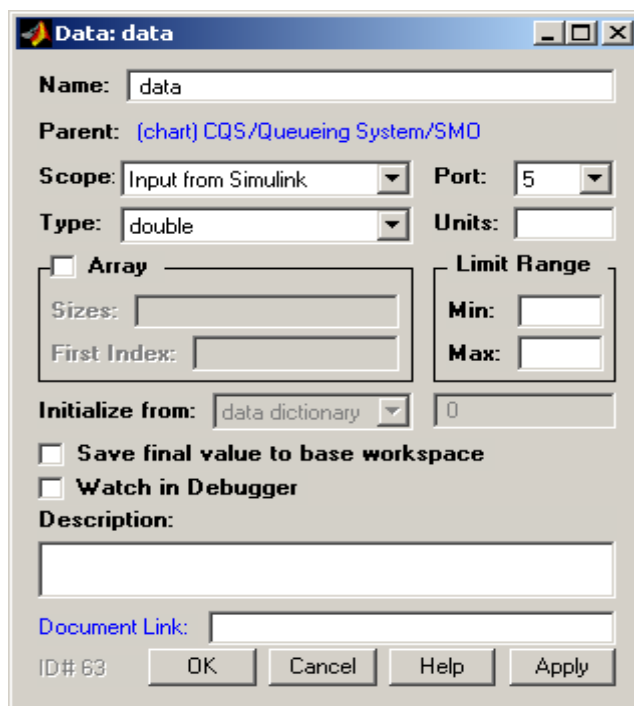 Data: data
Name: data
Parent: (chart) CQS/Queueing System/SMO
Scope: Input from Simulink Port: 5
Type: double Units:
Array Limit Range
Sizes: Min:
First Index: Max:
Initialize from: data dictionary 0
Save final value to base workspace
Watch in Debugger
Description:
Document Link:
ID# 63 OK Cancel Help Apply